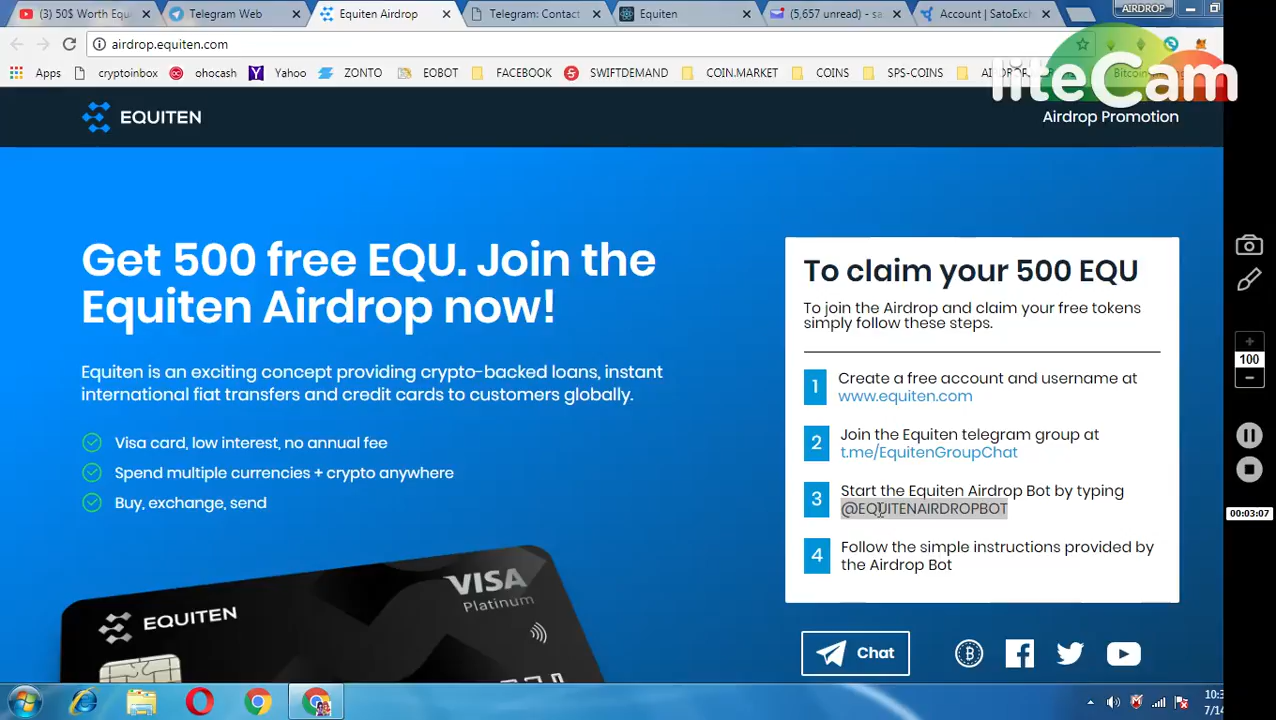 (3) 50$ Worth Equ
Telegram Web
Equiten Airdrop
Telegram: Contact
Equiten
(5,657 unread) - sa
Account | SatoExc
AIRDROP
airdrop.equiten.com
Apps
cryptoinbox
ohocash
Yahoo
ZONTO
EOBOT
FACEBOOK
SWIFTDEMAND
COIN.MARKET
COINS
SPS-COINS
liteCam
EQUITEN
Airdrop Promotion
Get 500 free EQU. Join the
Equiten Airdrop now!
Equiten is an exciting concept providing crypto-backed loans, instant
international fiat transfers and credit cards to customers globally.
Visa card, low interest, no annual fee
Spend multiple currencies + crypto anywhere
Buy, exchange, send
EQUITEN
VISA
Platinum
To claim your 500 EQU
To join the Airdrop and claim your free tokens
simply follow these steps.
1 Create a free account and username at
www.equiten.com
2 Join the Equiten telegram group at
t.me/EquitenGroupChat
3 Start the Equiten Airdrop Bot by typing
@EQUITENAIRDROPBOT
4 Follow the simple instructions provided by
the Airdrop Bot
Chat
100
00:03:07
10:3
7/14